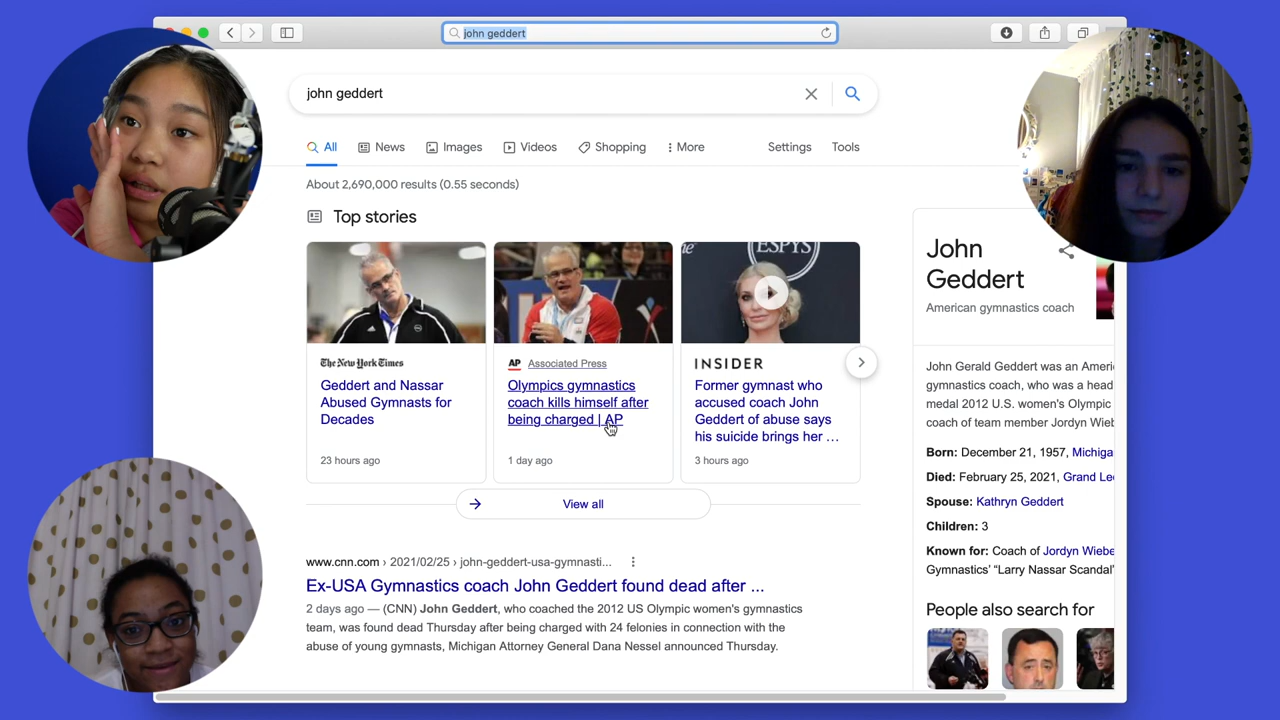 john geddert
john geddert
All
News
Images
Videos
Shopping
More
Settings
Tools
About 2,690,000 results (0.55 seconds)
Top stories
The New York Times
Geddert and Nassar
Abused Gymnasts for
Decades
23 hours ago
AP Associated Press
Olympics gymnastics
coach kills himself after
being charged | AP
1 day ago
ESPYS
INSIDER
Former gymnast who
accused coach John
Geddert of abuse says
his suicide brings her ...
3 hours ago
View all
www.cnn.com › 2021/02/25 › john-geddert-usa-gymnasti...
Ex-USA Gymnastics coach John Geddert found dead after ...
2 days ago — (CNN) John Geddert, who coached the 2012 US Olympic women's gymnastics
team, was found dead Thursday after being charged with 24 felonies in connection with the
abuse of young gymnasts, Michigan Attorney General Dana Nessel announced Thursday.
John
Geddert
American gymnastics coach
John Gerald Geddert was an Ameri
gymnastics coach, who was a head
medal 2012 U.S. women's Olympic
coach of team member Jordyn Wieb
Born: December 21, 1957, Michiga
Died: February 25, 2021, Grand Le
Spouse: Kathryn Geddert
Children: 3
Known for: Coach of Jordyn Wiebe
Gymnastics' “Larry Nassar Scandal”
People also search for